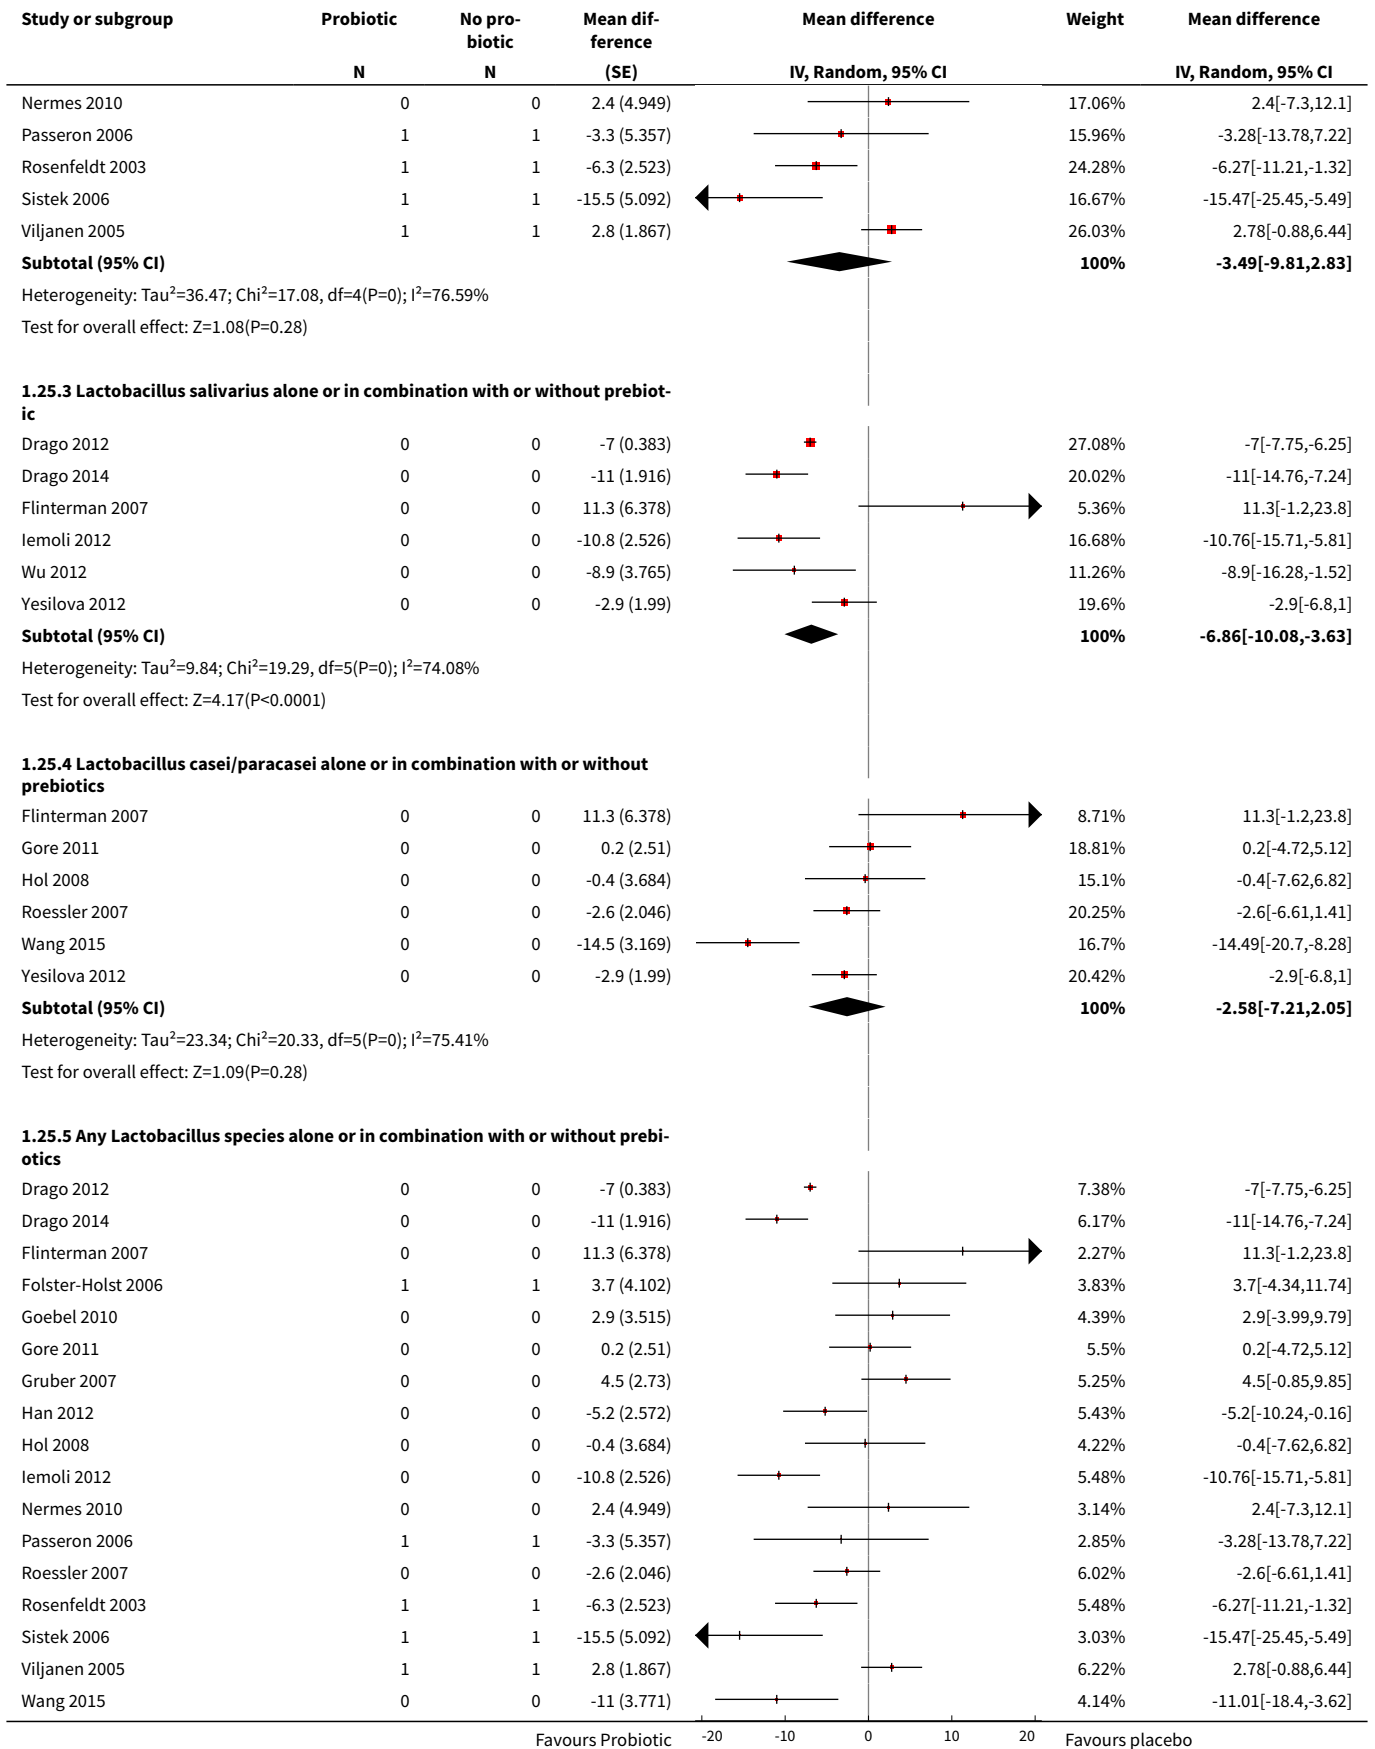 Study or subgroup Probiotic No pro- Mean dif- Mean difference Weight Mean difference
biotic ference
N N (SE) IV, Random, 95% CI IV, Random, 95% CI
Nermes 2010 0 0 2.4 (4.949) 17.06% 2.4[-7.3,12.1]
Passeron 2006 1 1 -3.3 (5.357) 15.96% -3.28[-13.78,7.22]
Rosenfeldt 2003 1 1 -6.3 (2.523) 24.28% -6.27[-11.21,-1.32]
Sistek 2006 1 1 -15.5 (5.092) 16.67% -15.47[-25.45,-5.49]
Viljanen 2005 1 1 2.8 (1.867) 26.03% 2.78[-0.88,6.44]
Subtotal (95% CI) 100% -3.49[-9.81,2.83]
Heterogeneity: Tau²=36.47; Chi²=17.08, df=4(P=0); I²=76.59%
Test for overall effect: Z=1.08(P=0.28)
1.25.3 Lactobacillus salivarius alone or in combination with or without prebiot-
ic
Drago 2012 0 0 -7 (0.383) 27.08% -7[-7.75,-6.25]
Drago 2014 0 0 -11 (1.916) 20.02% -11[-14.76,-7.24]
Flinterman 2007 0 0 11.3 (6.378) 5.36% 11.3[-1.2,23.8]
Iemoli 2012 0 0 -10.8 (2.526) 16.68% -10.76[-15.71,-5.81]
Wu 2012 0 0 -8.9 (3.765) 11.26% -8.9[-16.28,-1.52]
Yesilova 2012 0 0 -2.9 (1.99) 19.6% -2.9[-6.8,1]
Subtotal (95% CI) 100% -6.86[-10.08,-3.63]
Heterogeneity: Tau²=9.84; Chi²=19.29, df=5(P=0); I²=74.08%
Test for overall effect: Z=4.17(P<0.0001)
1.25.4 Lactobacillus casei/paracasei alone or in combination with or without
prebiotics
Flinterman 2007 0 0 11.3 (6.378) 8.71% 11.3[-1.2,23.8]
Gore 2011 0 0 0.2 (2.51) 18.81% 0.2[-4.72,5.12]
Hol 2008 0 0 -0.4 (3.684) 15.1% -0.4[-7.62,6.82]
Roessler 2007 0 0 -2.6 (2.046) 20.25% -2.6[-6.61,1.41]
Wang 2015 0 0 -14.5 (3.169) 16.7% -14.49[-20.7,-8.28]
Yesilova 2012 0 0 -2.9 (1.99) 20.42% -2.9[-6.8,1]
Subtotal (95% CI) 100% -2.58[-7.21,2.05]
Heterogeneity: Tau²=23.34; Chi²=20.33, df=5(P=0); I²=75.41%
Test for overall effect: Z=1.09(P=0.28)
1.25.5 Any Lactobacillus species alone or in combination with or without prebi-
otics
Drago 2012 0 0 -7 (0.383) 7.38% -7[-7.75,-6.25]
Drago 2014 0 0 -11 (1.916) 6.17% -11[-14.76,-7.24]
Flinterman 2007 0 0 11.3 (6.378) 2.27% 11.3[-1.2,23.8]
Folster-Holst 2006 1 1 3.7 (4.102) 3.83% 3.7[-4.34,11.74]
Goebel 2010 0 0 2.9 (3.515) 4.39% 2.9[-3.99,9.79]
Gore 2011 0 0 0.2 (2.51) 5.5% 0.2[-4.72,5.12]
Gruber 2007 0 0 4.5 (2.73) 5.25% 4.5[-0.85,9.85]
Han 2012 0 0 -5.2 (2.572) 5.43% -5.2[-10.24,-0.16]
Hol 2008 0 0 -0.4 (3.684) 4.22% -0.4[-7.62,6.82]
Iemoli 2012 0 0 -10.8 (2.526) 5.48% -10.76[-15.71,-5.81]
Nermes 2010 0 0 2.4 (4.949) 3.14% 2.4[-7.3,12.1]
Passeron 2006 1 1 -3.3 (5.357) 2.85% -3.28[-13.78,7.22]
Roessler 2007 0 0 -2.6 (2.046) 6.02% -2.6[-6.61,1.41]
Rosenfeldt 2003 1 1 -6.3 (2.523) 5.48% -6.27[-11.21,-1.32]
Sistek 2006 1 1 -15.5 (5.092) 3.03% -15.47[-25.45,-5.49]
Viljanen 2005 1 1 2.8 (1.867) 6.22% 2.78[-0.88,6.44]
Wang 2015 0 0 -11 (3.771) 4.14% -11.01[-18.4,-3.62]
Favours Probiotic -20 -10 0 10 20 Favours placebo